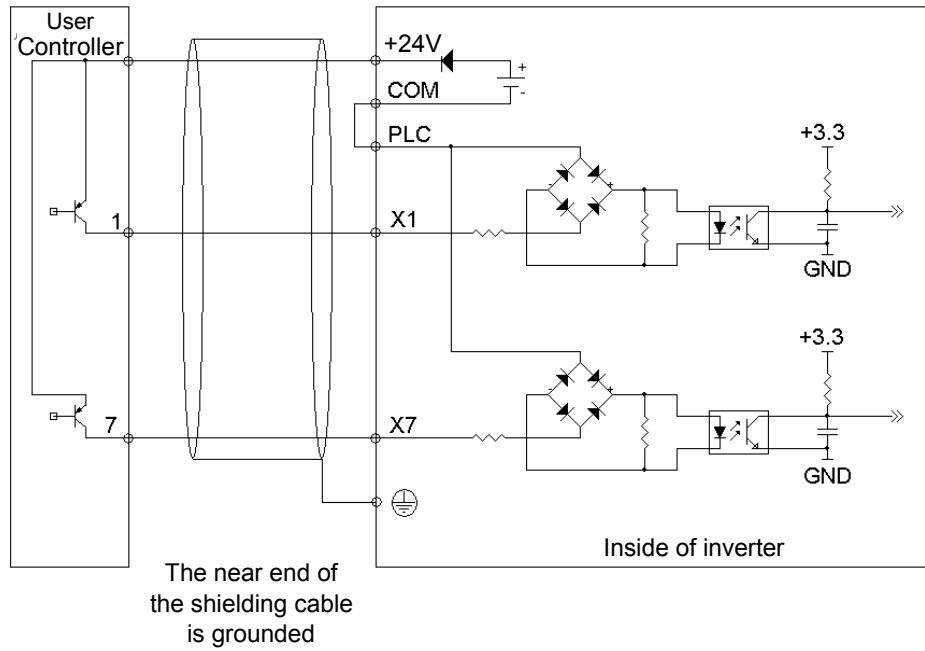 User
Controller
+24V
COM
PLC
1
X1
7
X7
+
-
-
+
+3.3
GND
-
+
+3.3
GND
Inside of inverter
The near end of
the shielding cable
is grounded